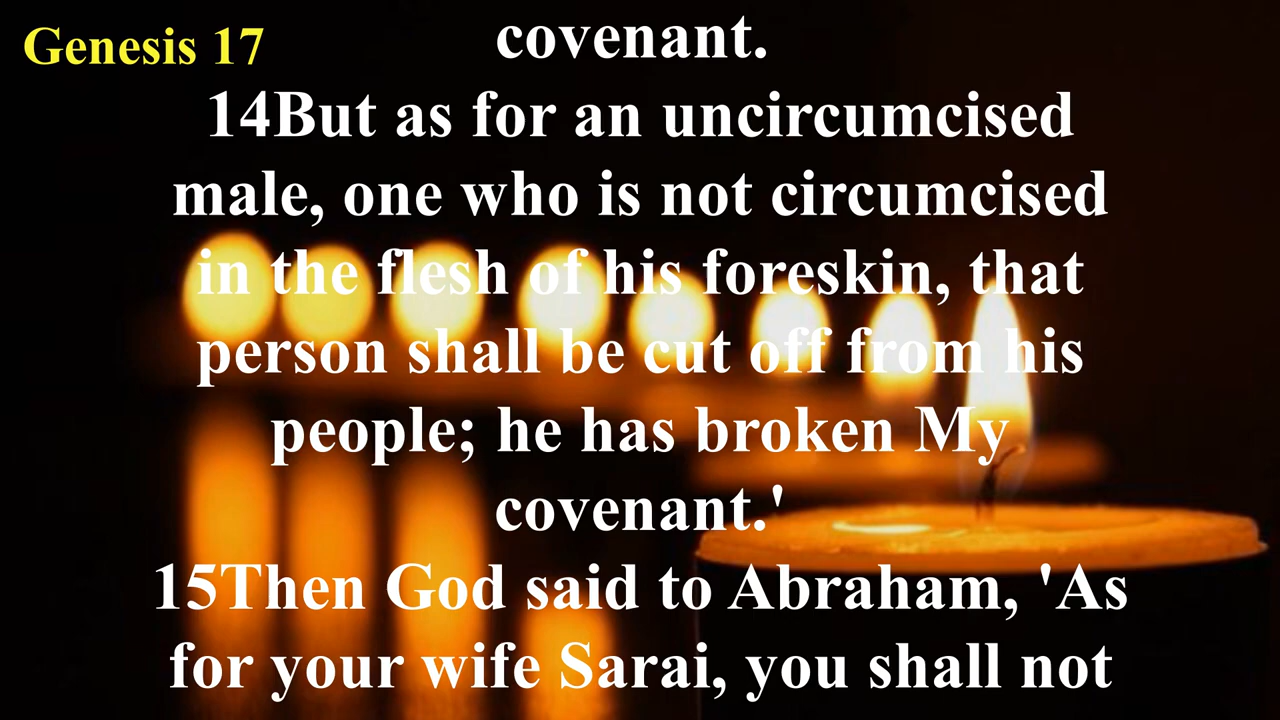 Genesis 17
covenant.
14But as for an uncircumcised
male, one who is not circumcised
in the flesh of his foreskin, that
person shall be cut off from his
people; he has broken My
covenant.'
15Then God said to Abraham, 'As
for your wife Sarai, you shall not